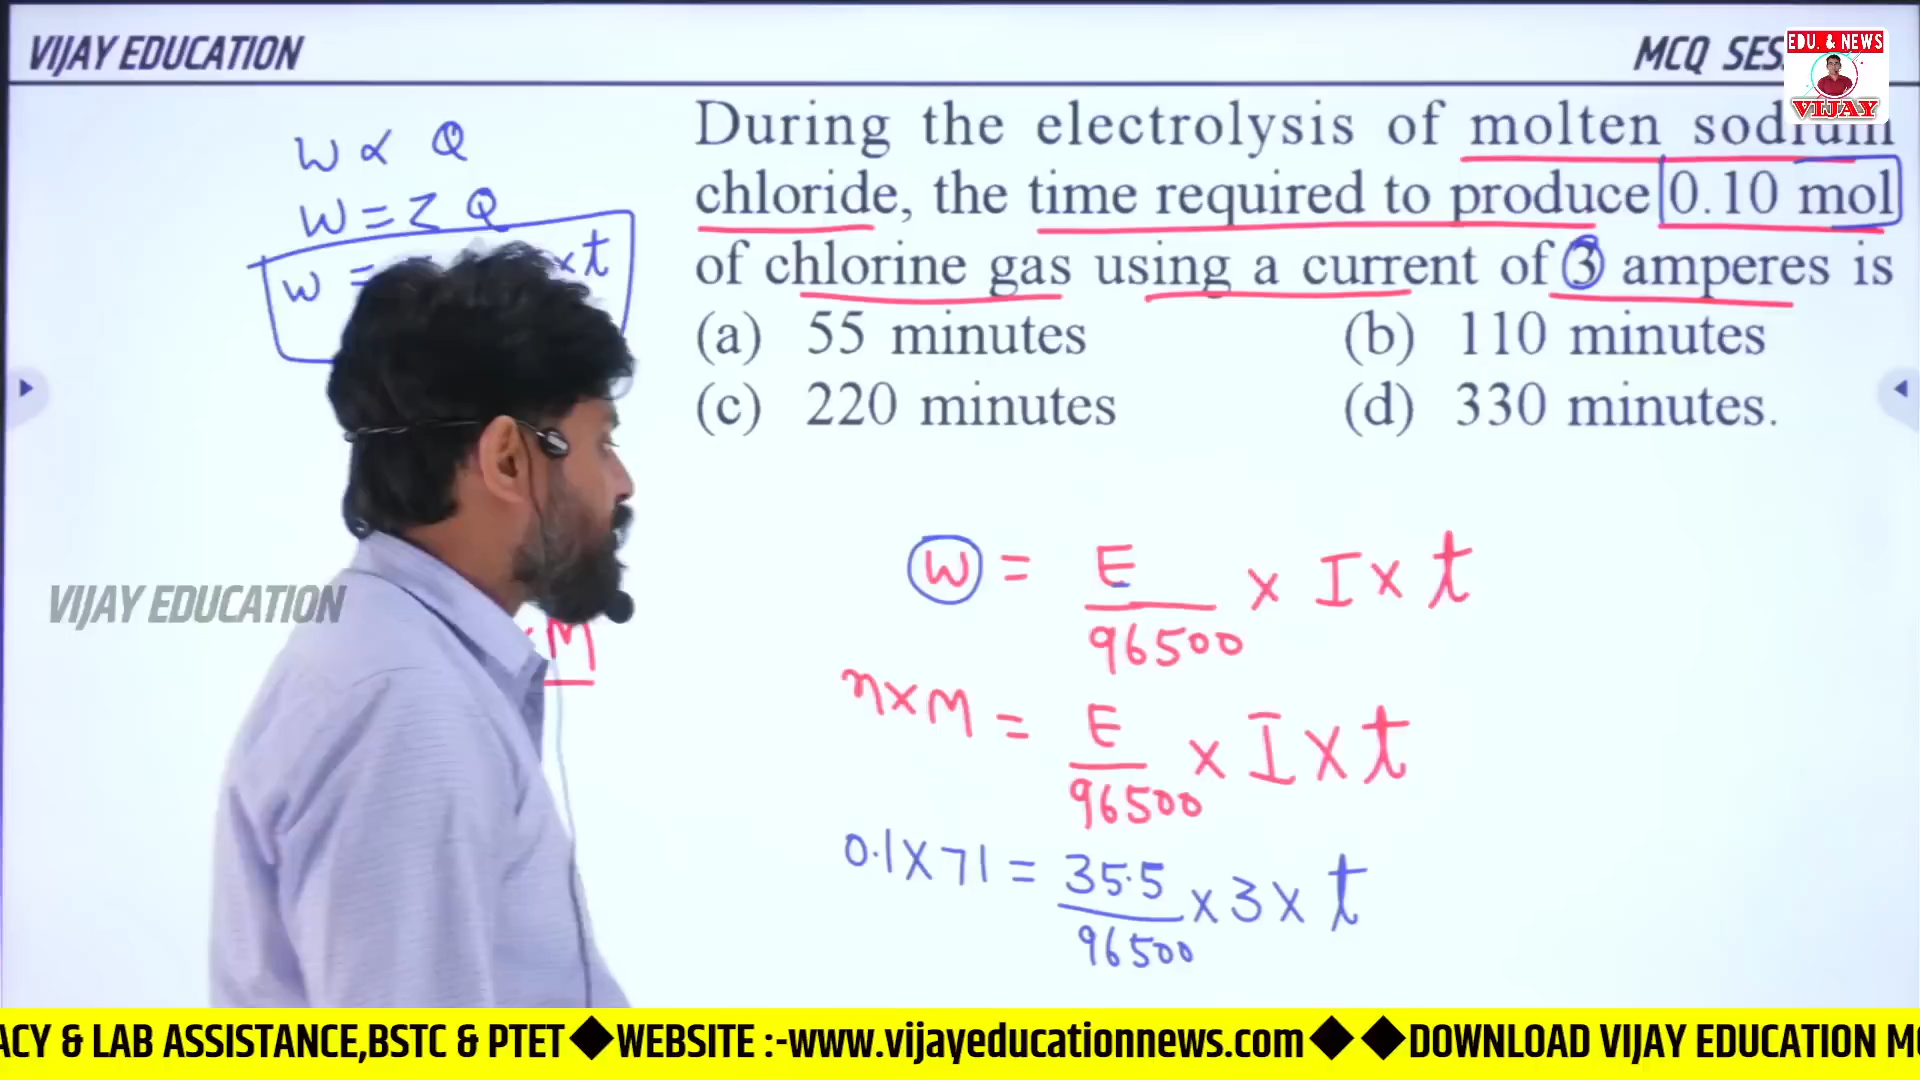 VIJAY EDUCATION
MCQ SES
EDU. & NEWS
VIJAY
W ∝ Q
W = Z Q
W = × t
During the electrolysis of molten sodium
chloride, the time required to produce 0.10 mol
of chlorine gas using a current of 3 amperes is
(a) 55 minutes (b) 110 minutes
(c) 220 minutes (d) 330 minutes.
W = E/96500 × I × t
n × M = E/96500 × I × t
0.1 × 71 = 35.5/96500 × 3 × t
VIJAY EDUCATION
M
ACY & LAB ASSISTANCE,BSTC & PTET◆WEBSITE :-www.vijayeducationnews.com◆ ◆DOWNLOAD VIJAY EDUCATION